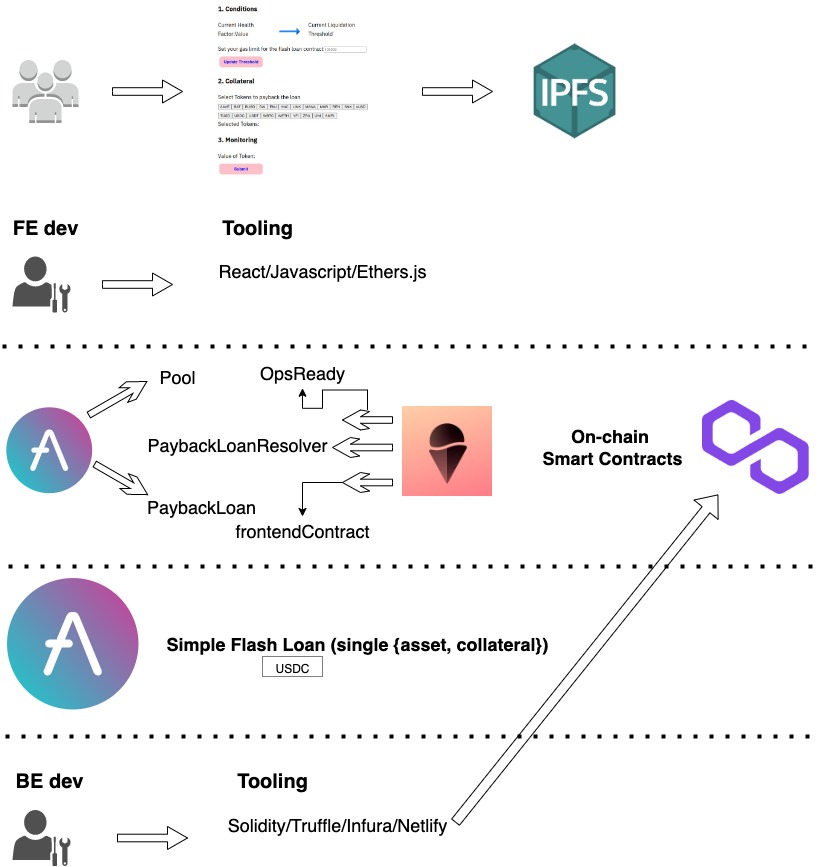 1. Conditions
Current Health
Factor:Value
Current Liquidation
Threshold
Set your gas limit for the flash loan contract
Update Threshold
2. Collateral
Select Tokens to payback the loan
Selected Tokens:
3. Monitoring
Value of Token:
Submit
IPFS
FE dev
Tooling
React/Javascript/Ethers.js
Pool
OpsReady
PaybackLoanResolver
PaybackLoan
frontendContract
On-chain
Smart Contracts
Simple Flash Loan (single {asset, collateral})
USDC
BE dev
Tooling
Solidity/Truffle/Infura/Netlify